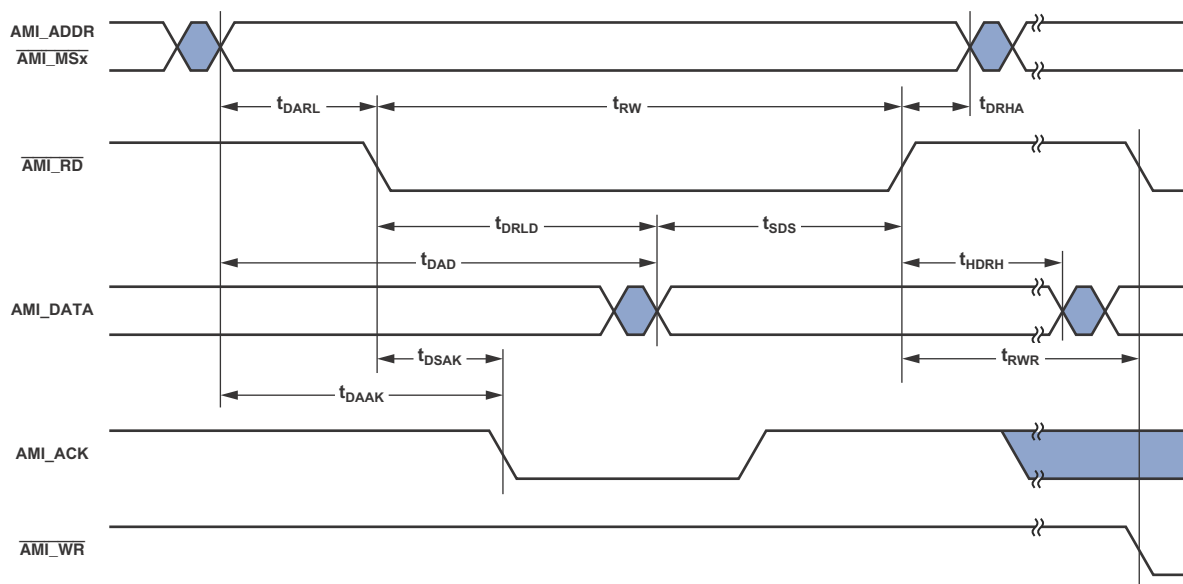 AMI_ADDR
AMI_MSx
tDARL
tRW
tDRHA
AMI_RD
tDRLD
tSDS
tDAD
tHDRH
AMI_DATA
tDSAK
tRWR
tDAAK
AMI_ACK
AMI_WR